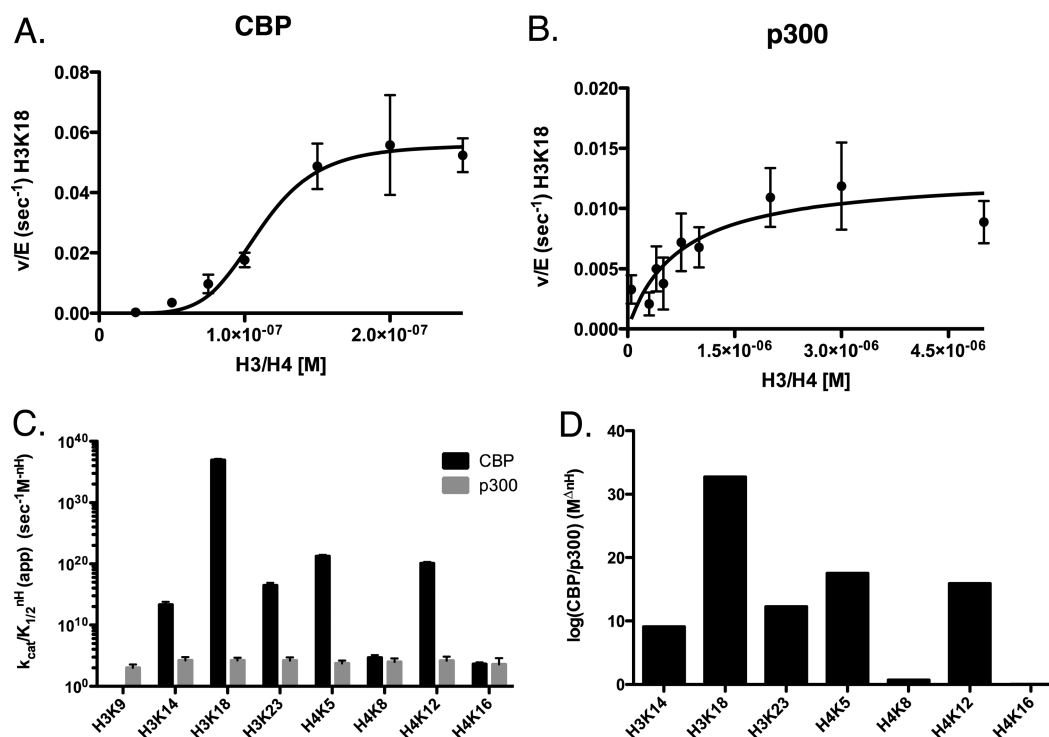 A.
CBP
v/E (sec⁻¹) H3K18
0.08
0.06
0.04
0.02
0.00
0
1.0×10⁻⁰⁷
2.0×10⁻⁰⁷
H3/H4 [M]
B.
p300
v/E (sec⁻¹) H3K18
0.020
0.015
0.010
0.005
0.000
0
1.5×10⁻⁰⁶
3.0×10⁻⁰⁶
4.5×10⁻⁰⁶
H3/H4 [M]
C.
k_cat/K_1/2^nH (app) (sec⁻¹M⁻ⁿᴴ)
10⁴⁰
10³⁰
10²⁰
10¹⁰
10⁰
CBP
p300
H3K9
H3K14
H3K18
H3K23
H4K5
H4K8
H4K12
H4K16
D.
log(CBP/p300) (M^ΔnH)
40
30
20
10
0
H3K14
H3K18
H3K23
H4K5
H4K8
H4K12
H4K16